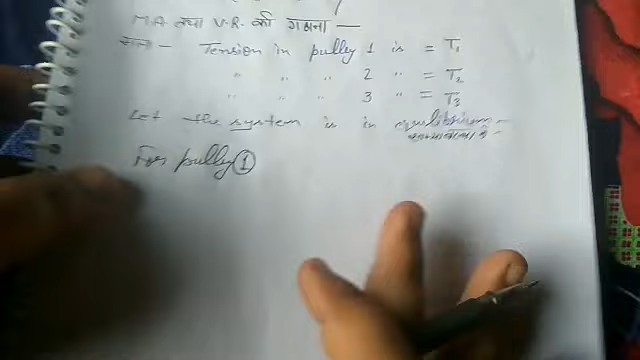 M.A. तथा V.R. की गणना —
माना - Tension in pully 1 is = T₁
" " " 2 " = T₂
" " " 3 " = T₃
Let the system is in equilibrium -
For pully ①